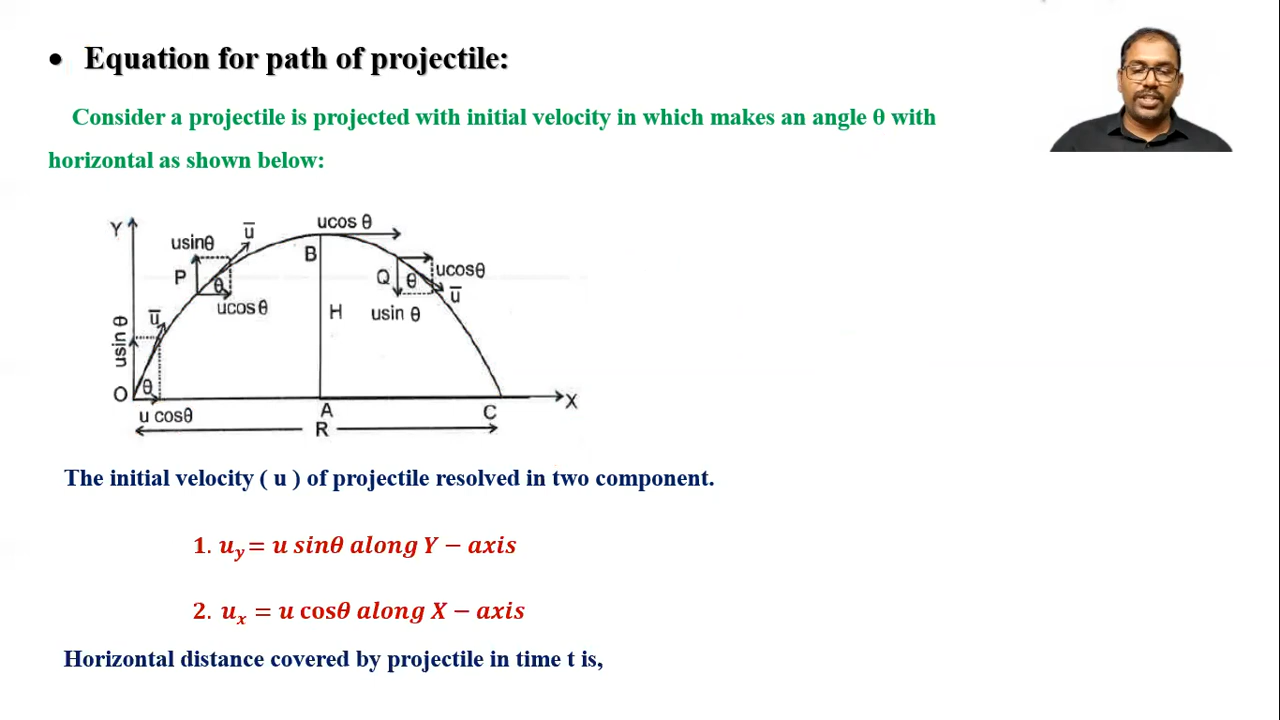 • Equation for path of projectile:
Consider a projectile is projected with initial velocity in which makes an angle θ with
horizontal as shown below:
Y
usinθ
u̅
ucos θ
P
θ
ucosθ
B
Q
θ
ucosθ
u̅
usin θ
u̅
H
usin θ
O
θ
u cosθ
A
C
X
R
The initial velocity ( u ) of projectile resolved in two component.
1. u_y = u sinθ along Y − axis
2. u_x = u cosθ along X − axis
Horizontal distance covered by projectile in time t is,